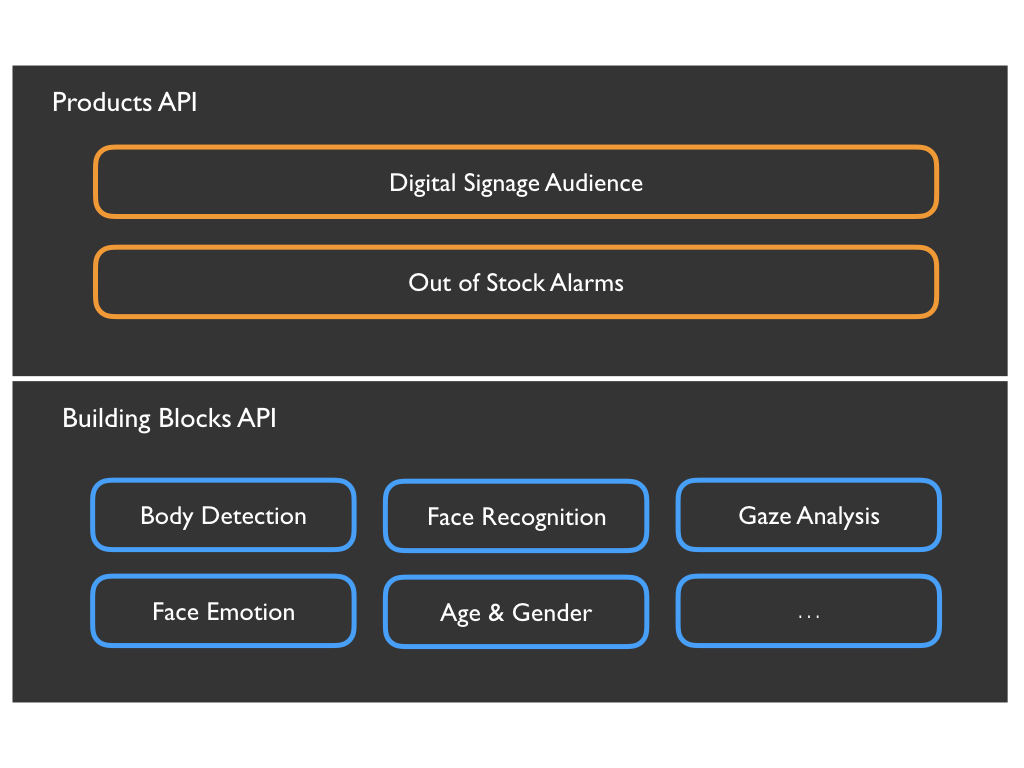 Products API
Digital Signage Audience
Out of Stock Alarms
Building Blocks API
Body Detection
Face Recognition
Gaze Analysis
Face Emotion
Age & Gender
...